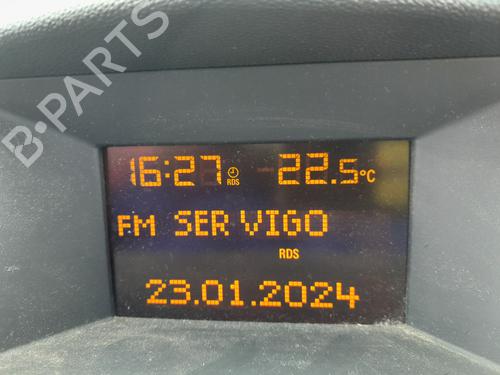 B-PARTS
16:27 RDS 22.5°C
FM SER VIGO
RDS
23.01.2024